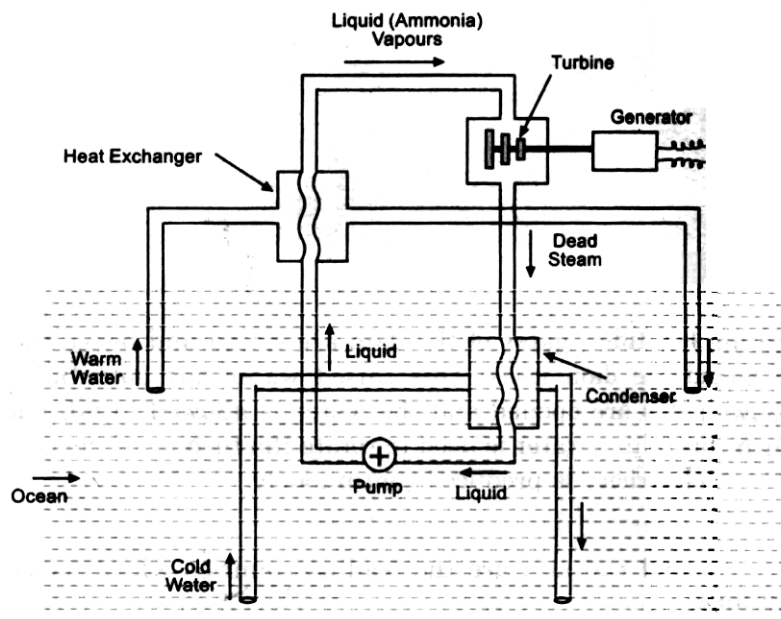 Liquid (Ammonia)
Vapours
Turbine
Generator
Heat Exchanger
Dead
Steam
Warm
Water
Liquid
Condenser
Ocean
Pump
Liquid
Cold
Water